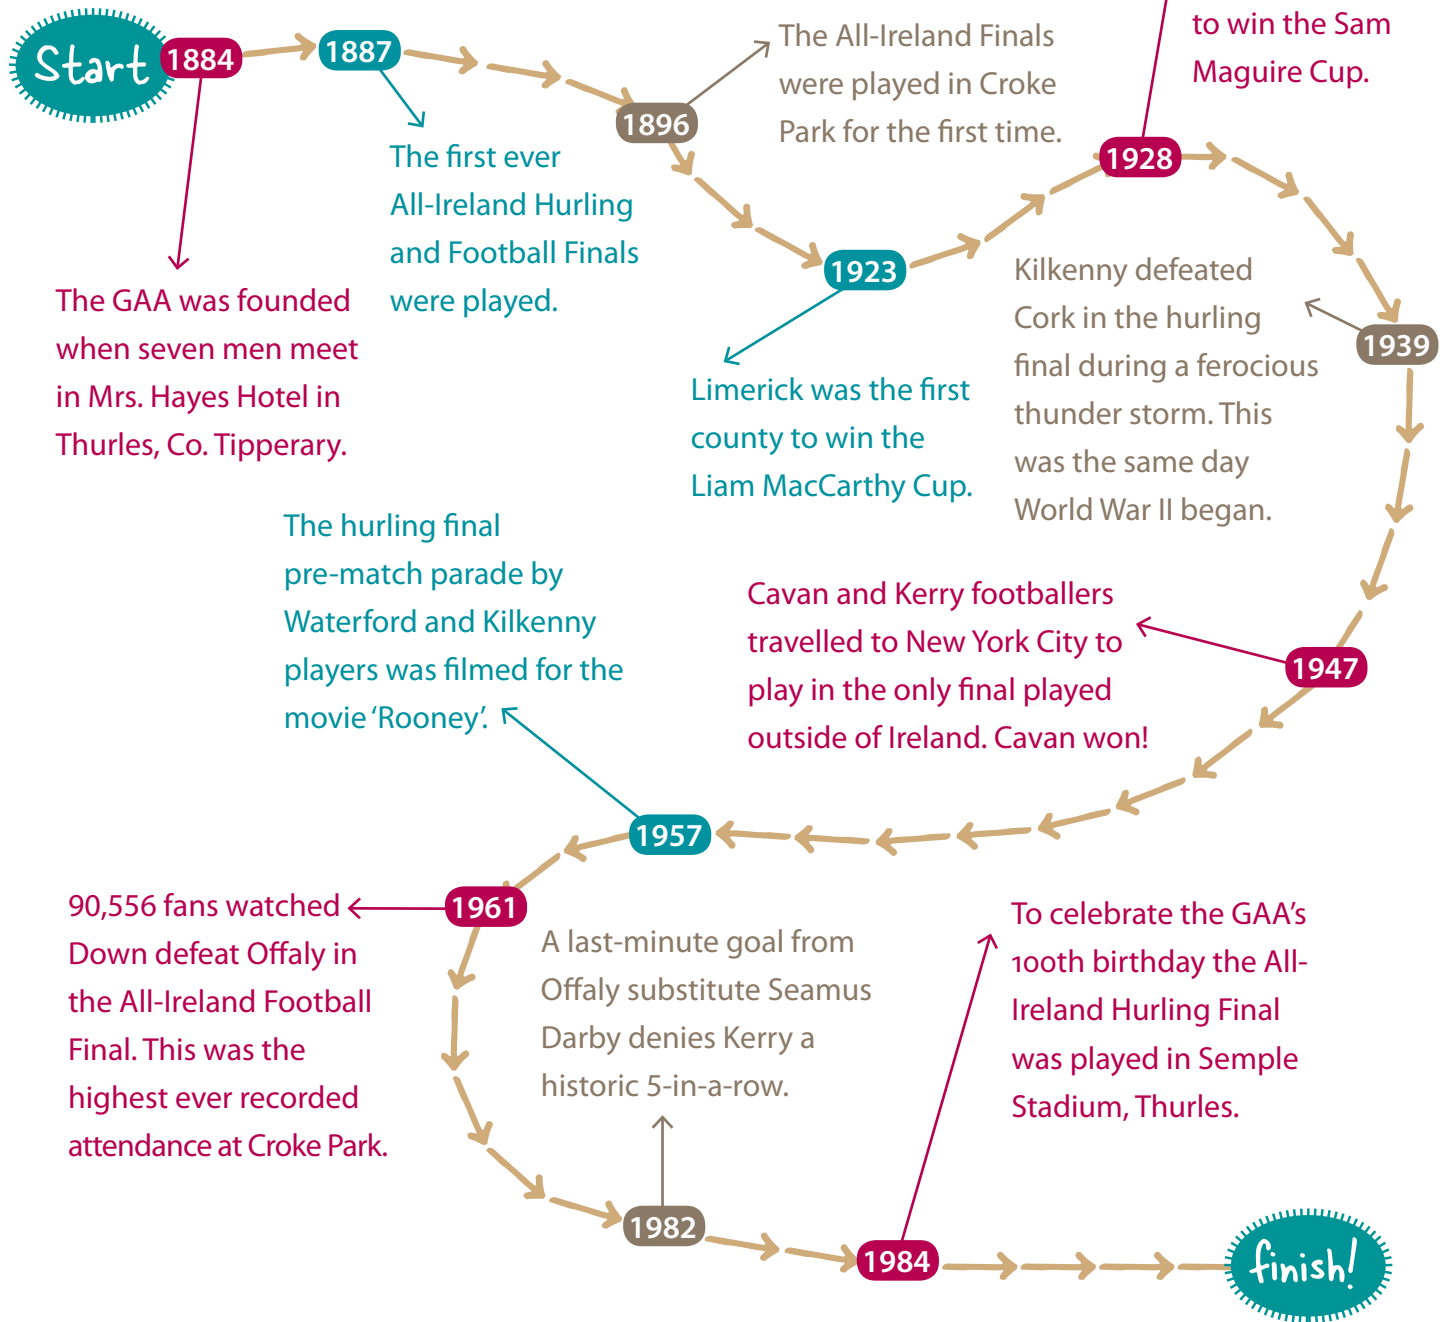 Start
1884
The GAA was founded
when seven men meet
in Mrs. Hayes Hotel in
Thurles, Co. Tipperary.
1887
The first ever
All-Ireland Hurling
and Football Finals
were played.
1896
The All-Ireland Finals
were played in Croke
Park for the first time.
1923
Limerick was the first
county to win the
Liam MacCarthy Cup.
1928
to win the Sam
Maguire Cup.
1939
Kilkenny defeated
Cork in the hurling
final during a ferocious
thunder storm. This
was the same day
World War II began.
1947
Cavan and Kerry footballers
travelled to New York City to
play in the only final played
outside of Ireland. Cavan won!
1957
The hurling final
pre-match parade by
Waterford and Kilkenny
players was filmed for the
movie ‘Rooney’.
1961
90,556 fans watched
Down defeat Offaly in
the All-Ireland Football
Final. This was the
highest ever recorded
attendance at Croke Park.
1982
A last-minute goal from
Offaly substitute Seamus
Darby denies Kerry a
historic 5-in-a-row.
1984
To celebrate the GAA’s
100th birthday the All-
Ireland Hurling Final
was played in Semple
Stadium, Thurles.
finish!